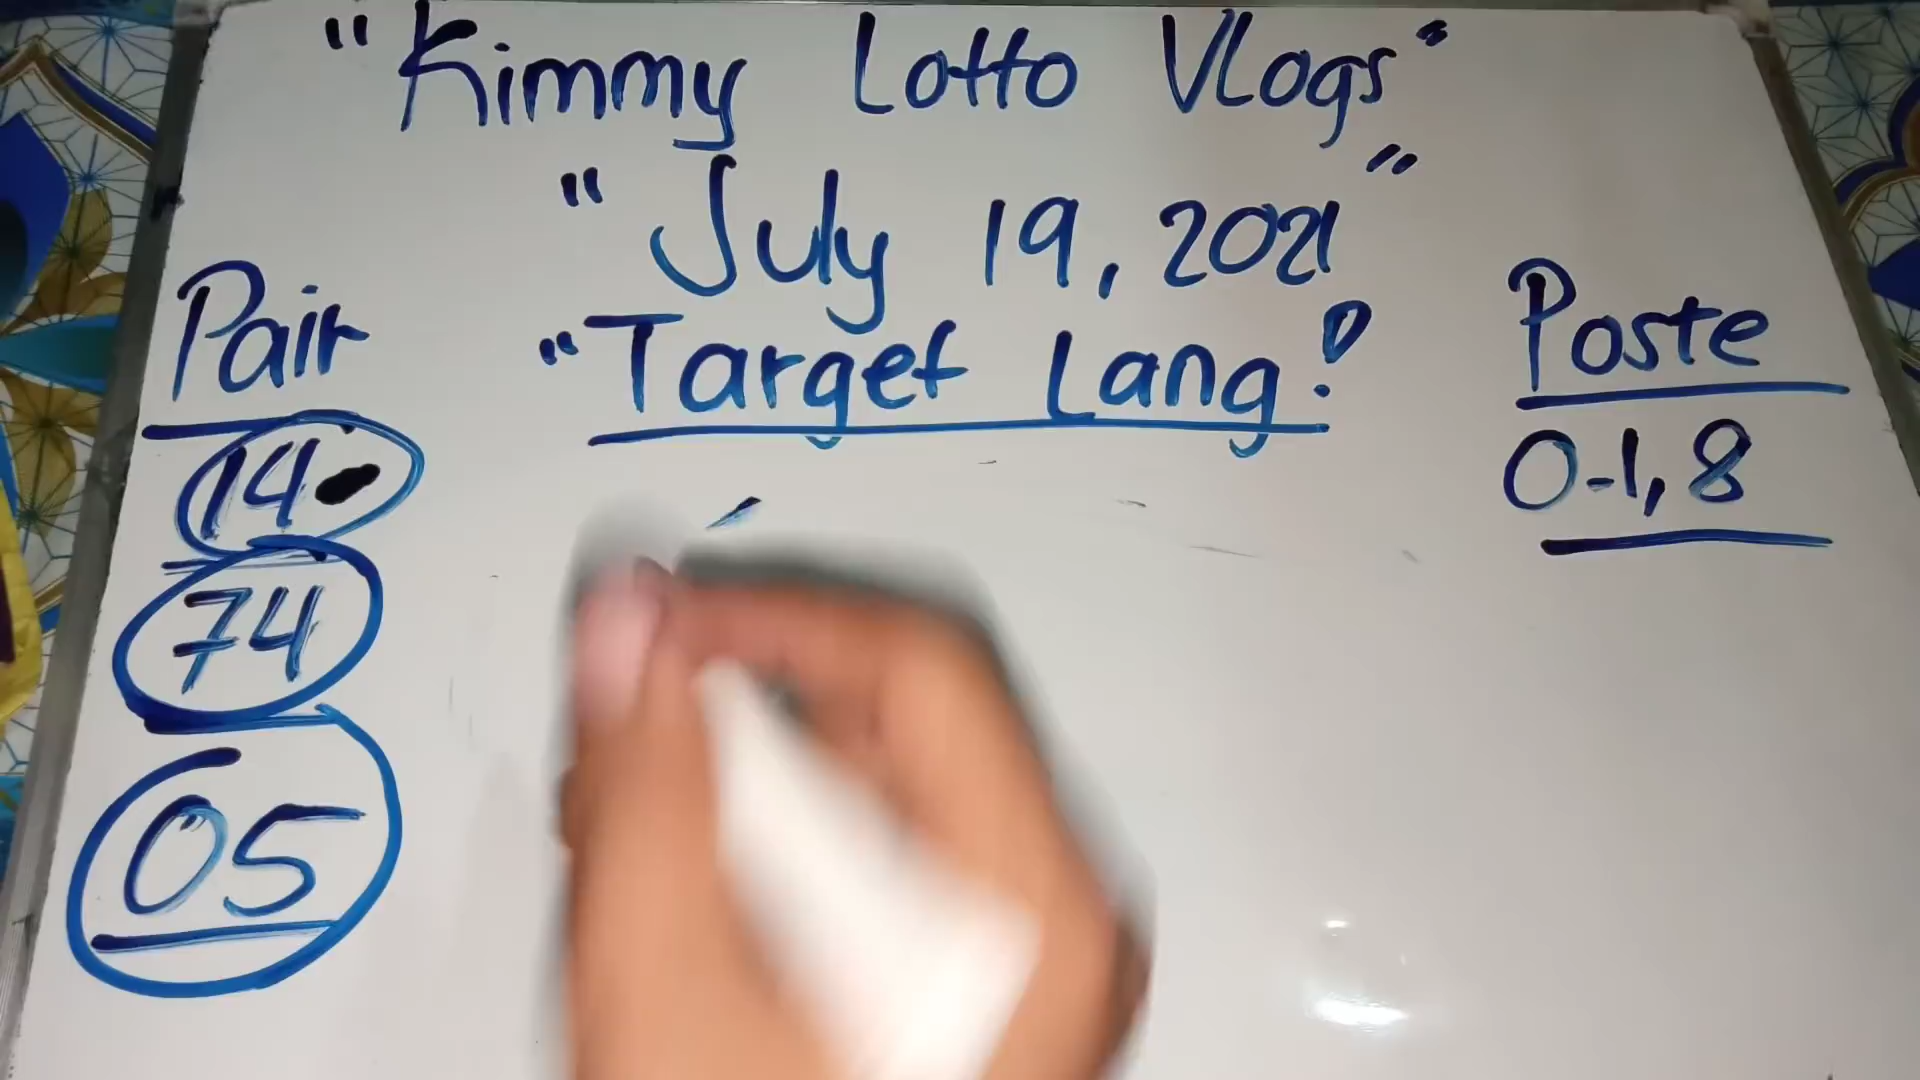 "Kimmy Lotto Vlogs"
"July 19, 2021"
"Target Lang!
Pair
14
74
05
Poste
0-1,8